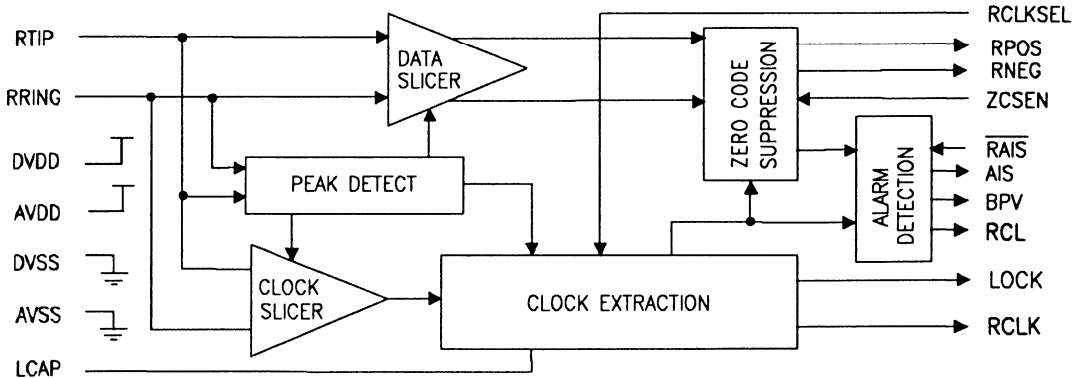 RTIP
RRING
DVDD
AVDD
DVSS
AVSS
LCAP
DATA
SLICER
PEAK DETECT
CLOCK
SLICER
CLOCK EXTRACTION
ZERO CODE
SUPPRESSION
ALARM
DETECTION
RCLKSEL
RPOS
RNEG
ZCSEN
RAIS
AIS
BPV
RCL
LOCK
RCLK